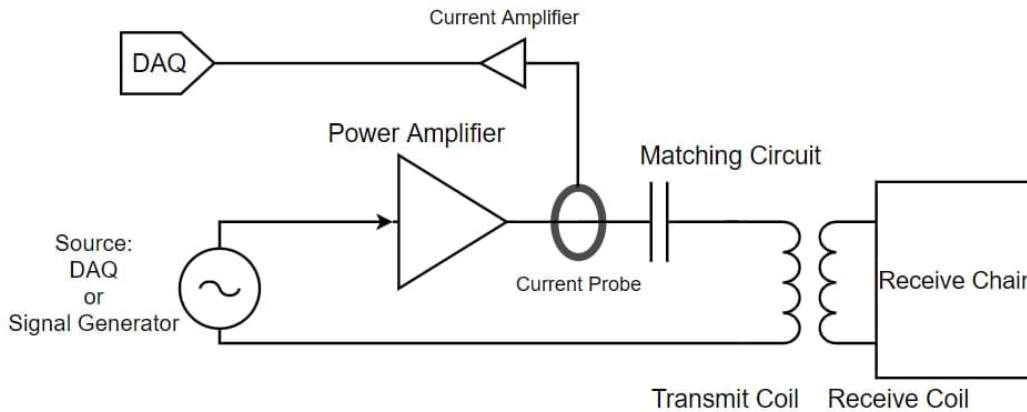 Current Amplifier
DAQ
Power Amplifier
Matching Circuit
Source:
DAQ
or
Signal Generator
Current Probe
Receive Chain
Transmit Coil
Receive Coil